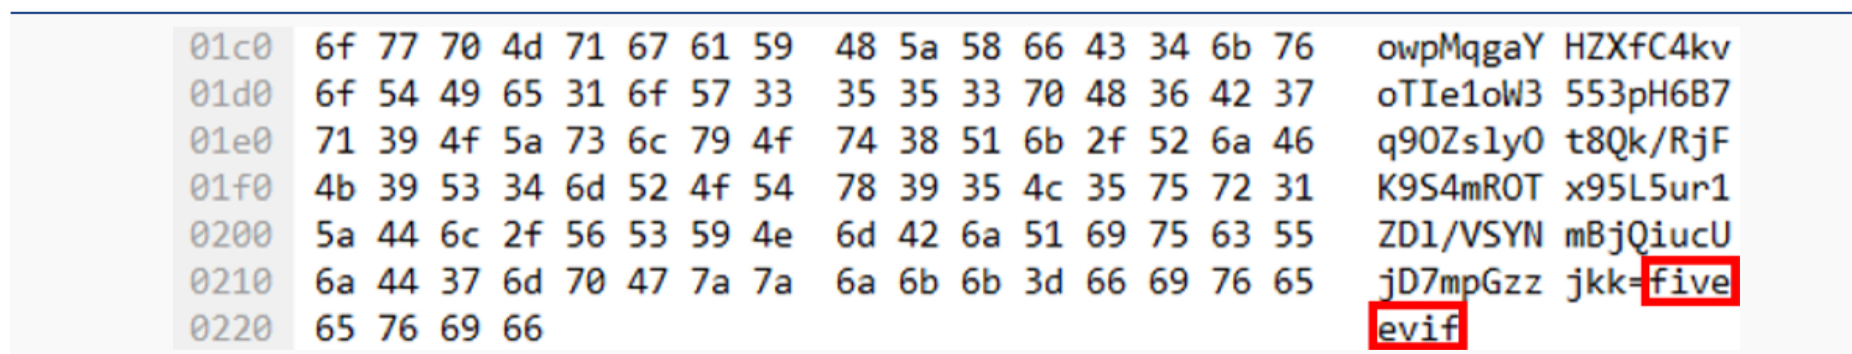 01c0 6f 77 70 4d 71 67 61 59 48 5a 58 66 43 34 6b 76 owpMqgaY HZXfC4kv
01d0 6f 54 49 65 31 6f 57 33 35 35 33 70 48 36 42 37 oTIe1oW3 553pH6B7
01e0 71 39 4f 5a 73 6c 79 4f 74 38 51 6b 2f 52 6a 46 q9OZslyO t8Qk/RjF
01f0 4b 39 53 34 6d 52 4f 54 78 39 35 4c 35 75 72 31 K9S4mROT x95L5ur1
0200 5a 44 6c 2f 56 53 59 4e 6d 42 6a 51 69 75 63 55 ZDl/VSYN mBjQiucU
0210 6a 44 37 6d 70 47 7a 7a 6a 6b 6b 3d 66 69 76 65 jD7mpGzz jkk=five
0220 65 76 69 66 evif